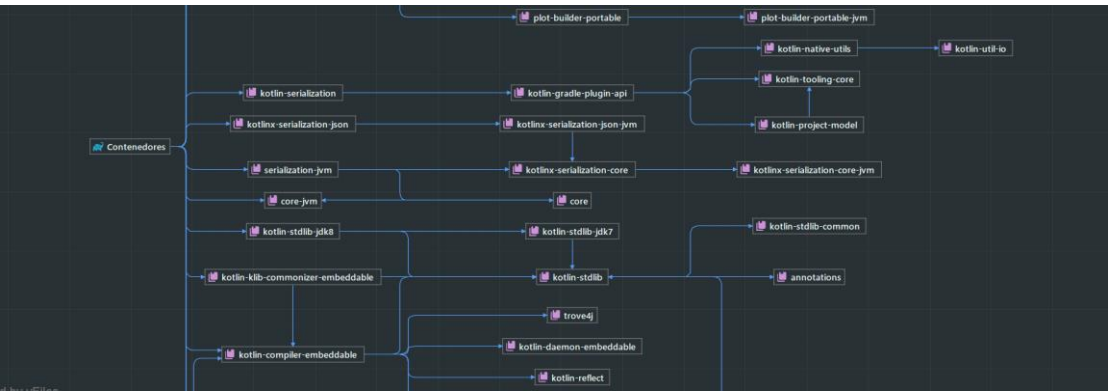 plot-builder-portable
plot-builder-portable-jvm
kotlin-native-utils
kotlin-util-io
kotlin-tooling-core
kotlin-serialization
kotlin-gradle-plugin-api
kotlinx-serialization-json
kotlinx-serialization-json-jvm
kotlin-project-model
Contenedores
serialization-jvm
kotlinx-serialization-core
kotlinx-serialization-core-jvm
core-jvm
core
kotlin-stdlib-jdk8
kotlin-stdlib-jdk7
kotlin-stdlib-common
kotlin-klib-commonizer-embeddable
kotlin-stdlib
annotations
trove4j
kotlin-daemon-embeddable
kotlin-compiler-embeddable
kotlin-reflect